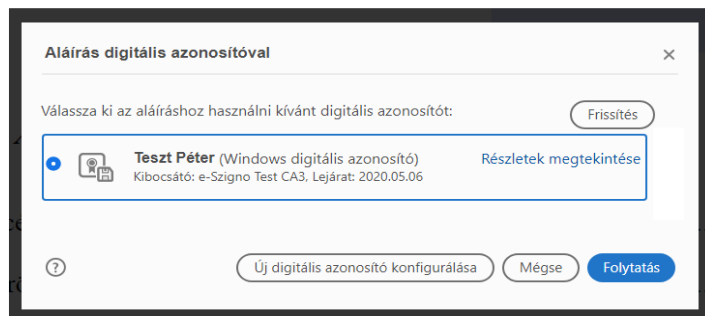 Aláírás digitális azonosítóval
Válassza ki az aláíráshoz használni kívánt digitális azonosítót:
Frissítés
Teszt Péter (Windows digitális azonosító)
Részletek megtekintése
Kibocsátó: e-Szigno Test CA3, Lejárat: 2020.05.06
?
Új digitális azonosító konfigurálása
Mégse
Folytatás